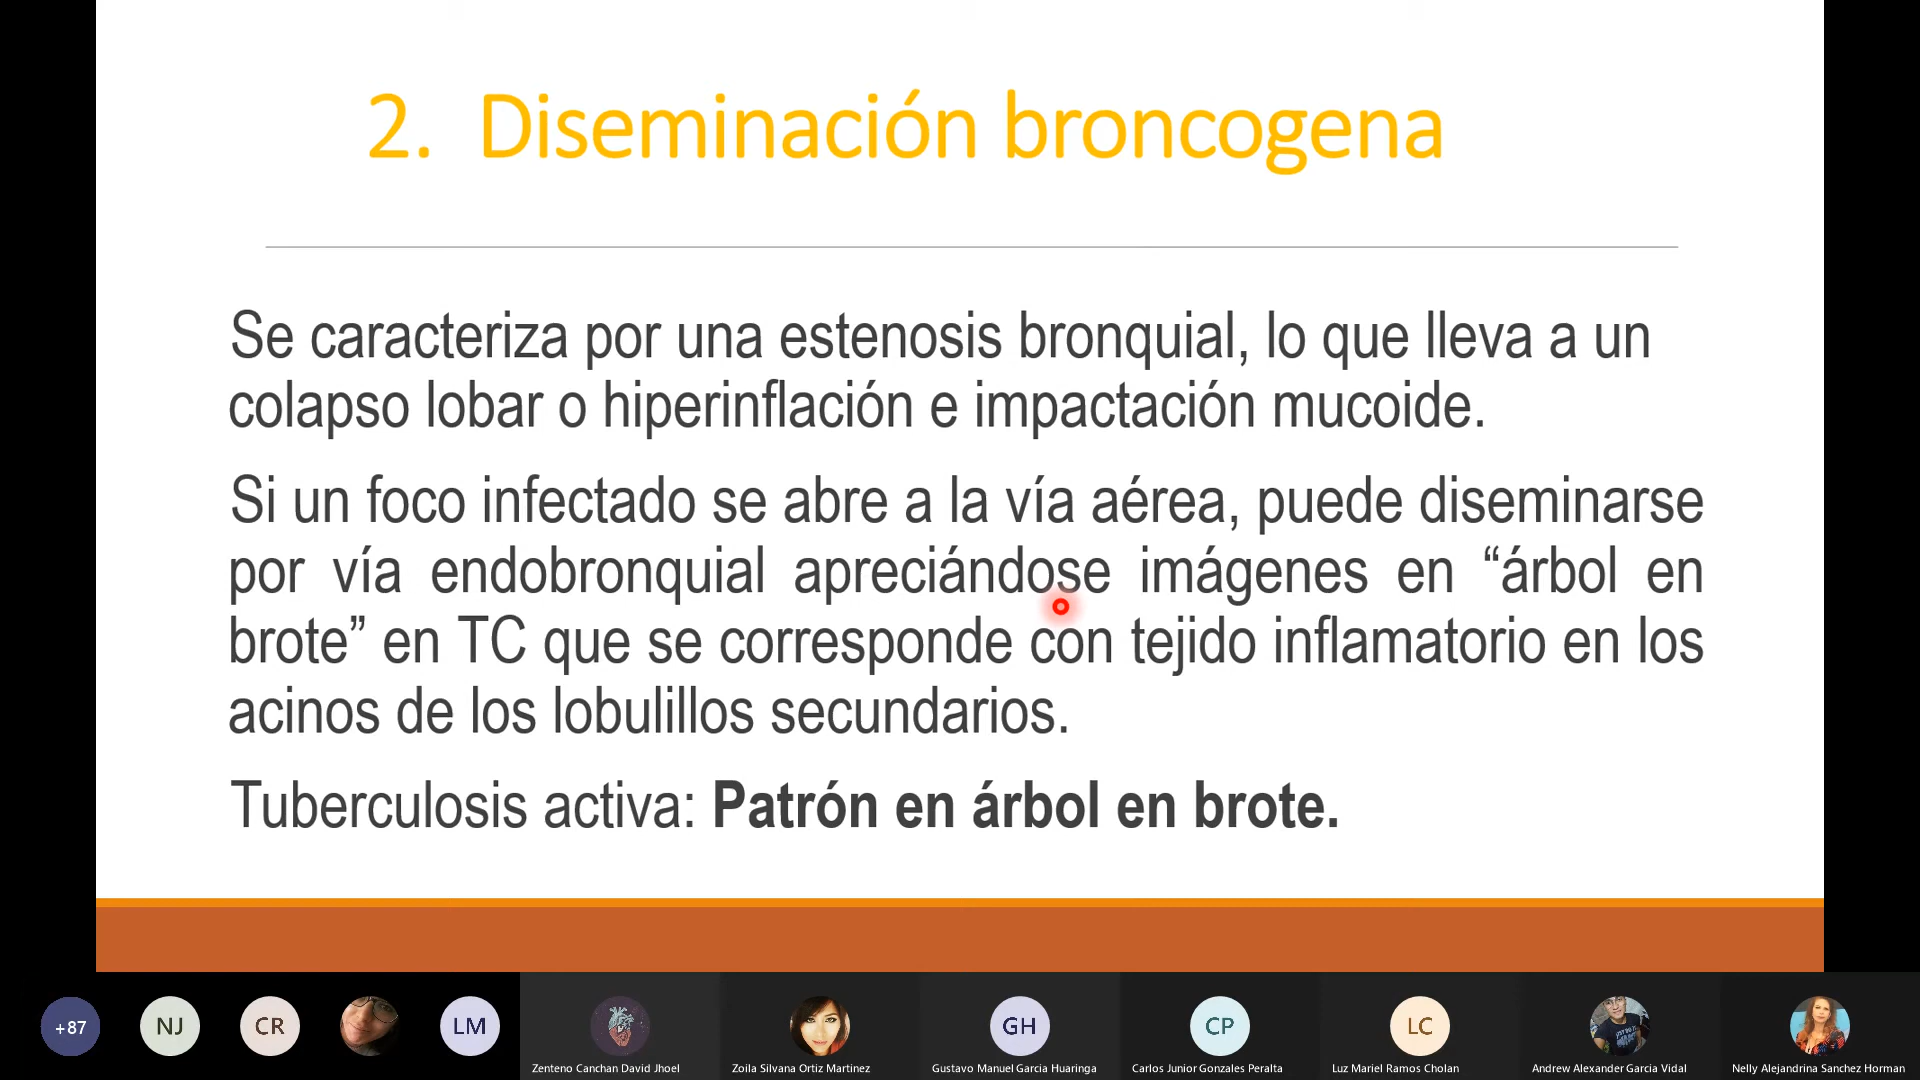 2. Diseminación broncogena
Se caracteriza por una estenosis bronquial, lo que lleva a un
colapso lobar o hiperinflación e impactación mucoide.
Si un foco infectado se abre a la vía aérea, puede diseminarse
por vía endobronquial apreciándose imágenes en “árbol en
brote” en TC que se corresponde con tejido inflamatorio en los
acinos de los lobulillos secundarios.
Tuberculosis activa: Patrón en árbol en brote.
+87 NJ CR LM GH CP LC
Zenteno Canchan David Jhoel Zoila Silvana Ortiz Martinez Gustavo Manuel Garcia Huaringa Carlos Junior Gonzales Peralta Luz Mariel Ramos Cholan Andrew Alexander Garcia Vidal Nelly Alejandrina Sanchez Horman